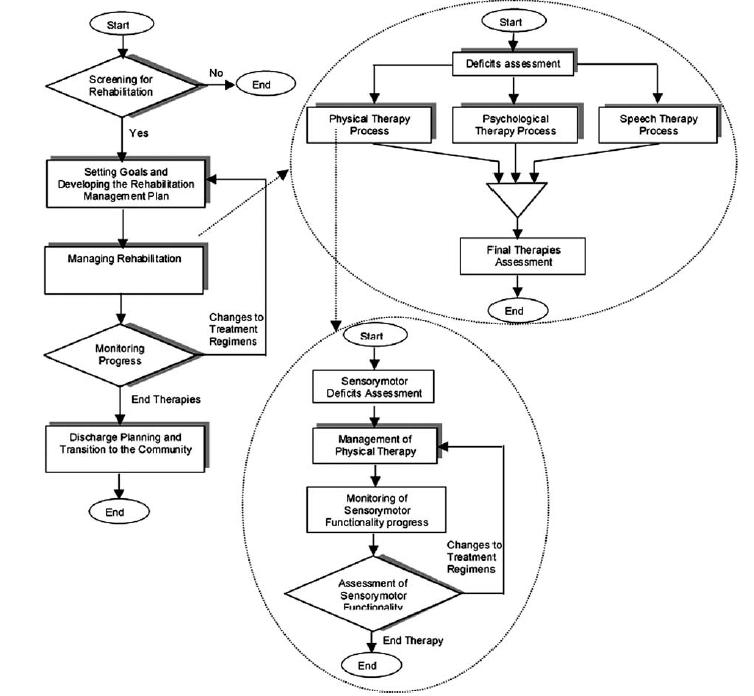 Start
Screening for
Rehabilitation
No
End
Yes
Setting Goals and
Developing the Rehabilitation
Management Plan
Managing Rehabilitation
Changes to
Treatment
Regimens
Monitoring
Progress
End Therapies
Discharge Planning and
Transition to the Community
End
Start
Deficits assessment
Physical Therapy
Process
Psychological
Therapy Process
Speech Therapy
Process
Final Therapies
Assessment
End
Start
Sensorymotor
Deficits Assessment
Management of
Physical Therapy
Monitoring of
Sensorymotor
Functionality progress
Changes to
Treatment
Regimens
Assessment of
Sensorymotor
Functionality
End Therapy
End